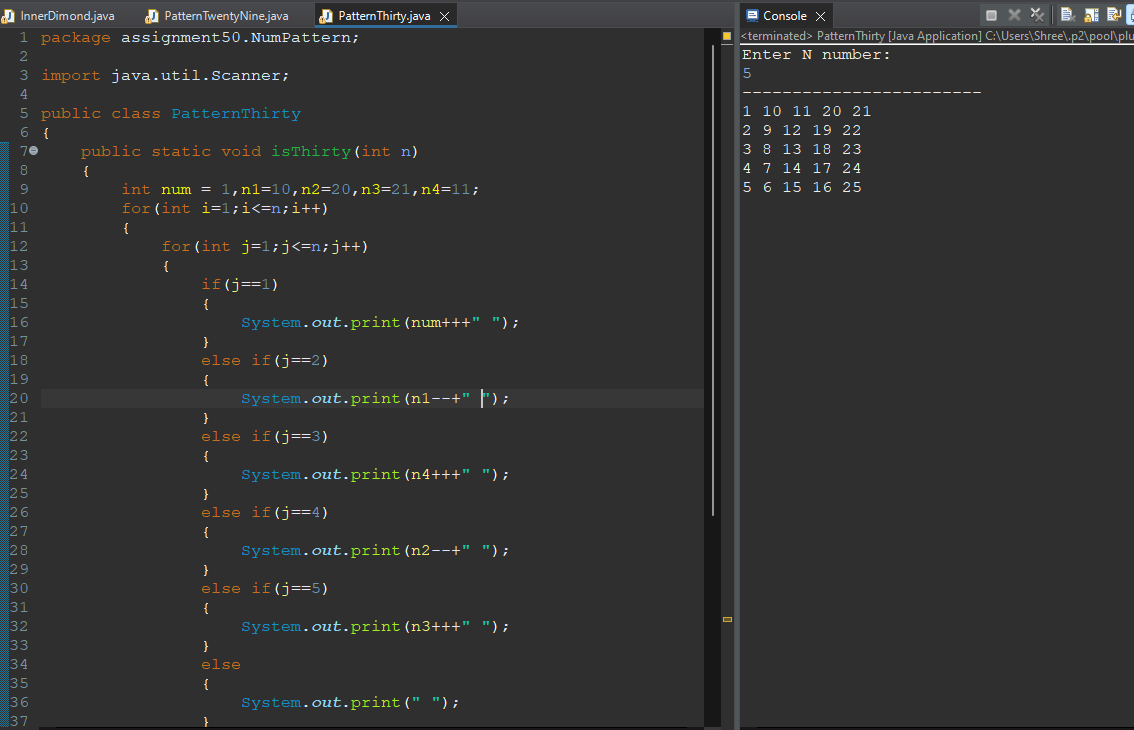 InnerDimond.java PatternTwentyNine.java PatternThirty.java
1 package assignment50.NumPattern;
2
3 import java.util.Scanner;
4
5 public class PatternThirty
6 {
7 public static void isThirty(int n)
8 {
9 int num = 1,n1=10,n2=20,n3=21,n4=11;
10 for(int i=1;i<=n;i++)
11 {
12 for(int j=1;j<=n;j++)
13 {
14 if(j==1)
15 {
16 System.out.print(num+++" ");
17 }
18 else if(j==2)
19 {
20 System.out.print(n1--+" ");
21 }
22 else if(j==3)
23 {
24 System.out.print(n4+++" ");
25 }
26 else if(j==4)
27 {
28 System.out.print(n2--+" ");
29 }
30 else if(j==5)
31 {
32 System.out.print(n3+++" ");
33 }
34 else
35 {
36 System.out.print(" ");
37 }
Console
<terminated> PatternThirty [Java Application] C:\Users\Shree\.p2\pool\plu
Enter N number:
5
------------------------
1 10 11 20 21
2 9 12 19 22
3 8 13 18 23
4 7 14 17 24
5 6 15 16 25